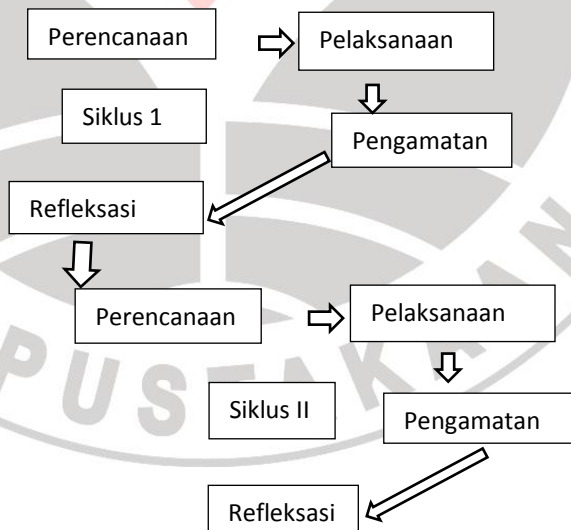 Perencanaan
Pelaksanaan
Siklus 1
Pengamatan
Refleksasi
Perencanaan
Pelaksanaan
Siklus II
Pengamatan
Refleksasi